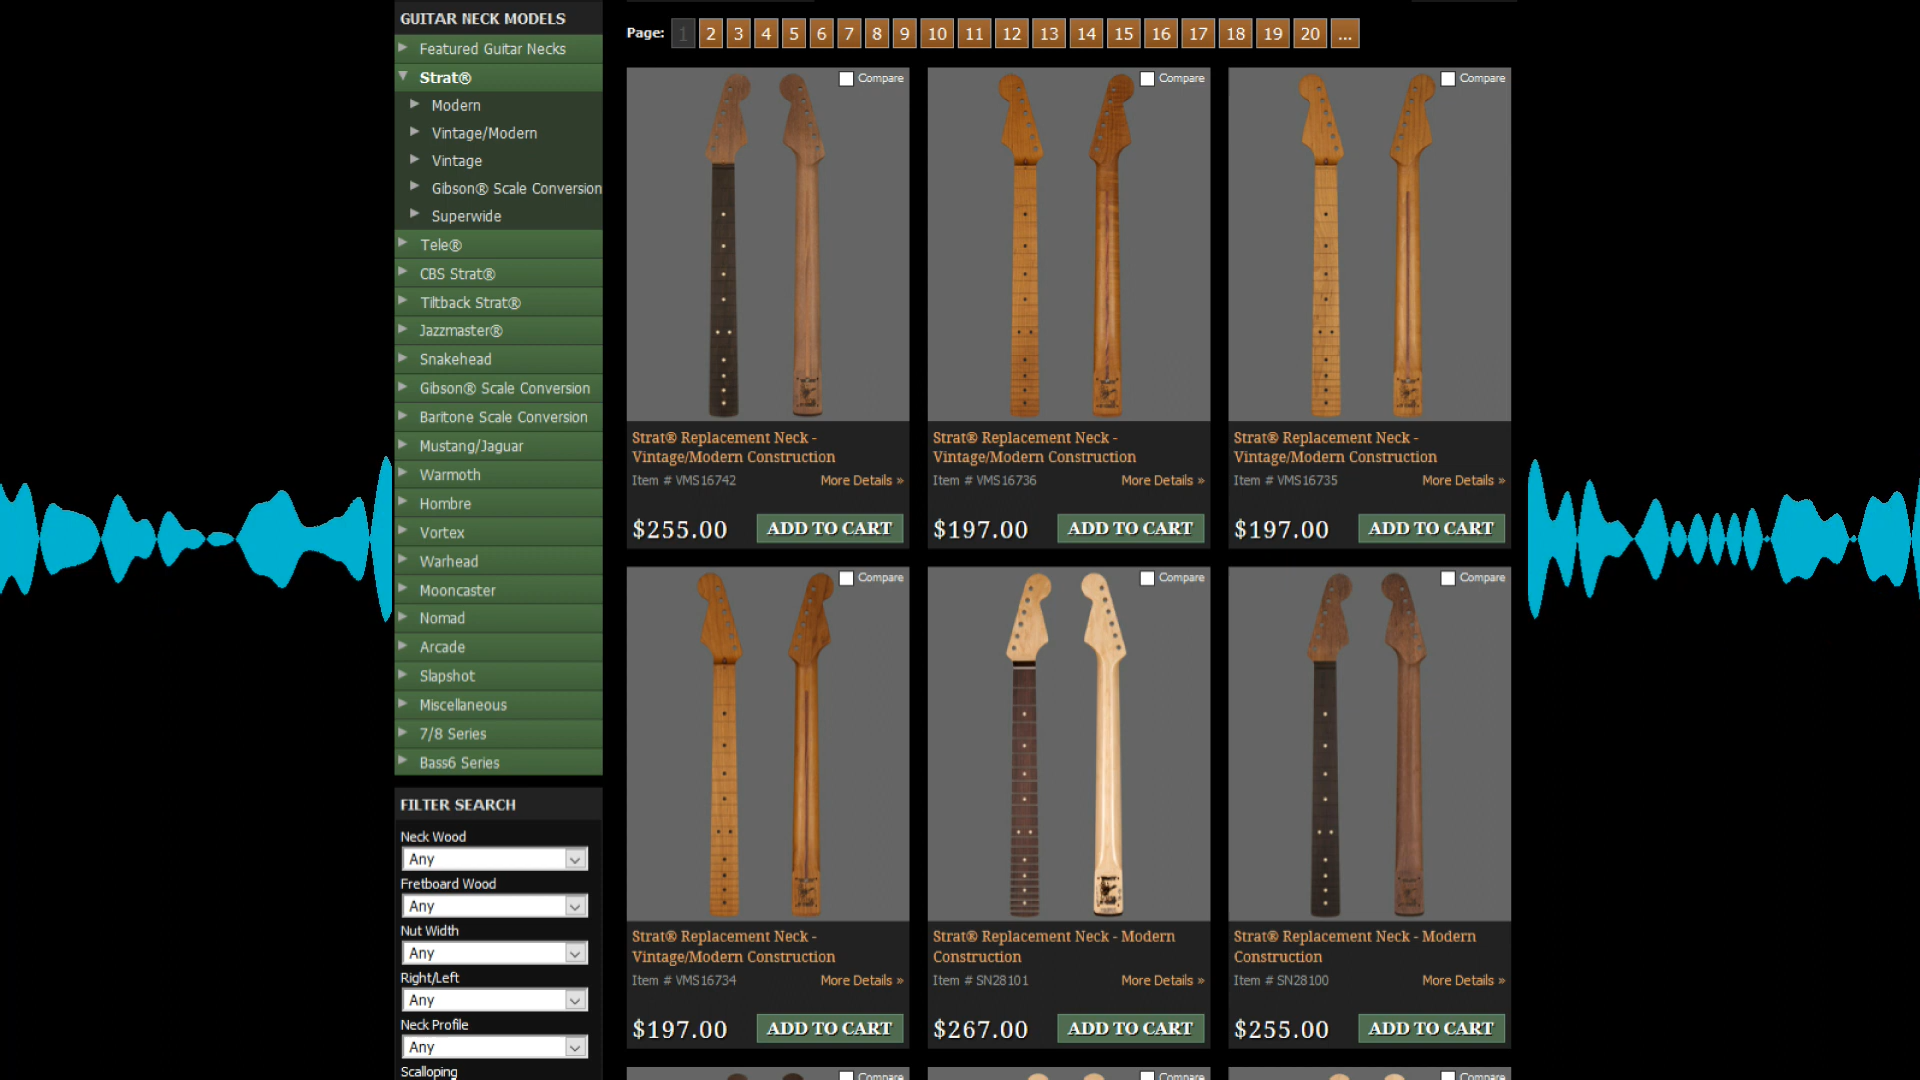 GUITAR NECK MODELS
Featured Guitar Necks
Strat®
Modern
Vintage/Modern
Vintage
Gibson® Scale Conversion
Superwide
Tele®
CBS Strat®
Tiltback Strat®
Jazzmaster®
Snakehead
Gibson® Scale Conversion
Baritone Scale Conversion
Mustang/Jaguar
Warmoth
Hombre
Vortex
Warhead
Mooncaster
Nomad
Arcade
Slapshot
Miscellaneous
7/8 Series
Bass6 Series
FILTER SEARCH
Neck Wood
Any
Fretboard Wood
Any
Nut Width
Any
Right/Left
Any
Neck Profile
Any
Scalloping
Page: 1 2 3 4 5 6 7 8 9 10 11 12 13 14 15 16 17 18 19 20 ...
Compare
Strat® Replacement Neck -
Vintage/Modern Construction
Item # VMS16742 More Details »
$255.00 ADD TO CART
Compare
Strat® Replacement Neck -
Vintage/Modern Construction
Item # VMS16736 More Details »
$197.00 ADD TO CART
Compare
Strat® Replacement Neck -
Vintage/Modern Construction
Item # VMS16735 More Details »
$197.00 ADD TO CART
Compare
Strat® Replacement Neck -
Vintage/Modern Construction
Item # VMS16734 More Details »
$197.00 ADD TO CART
Compare
Strat® Replacement Neck - Modern
Construction
Item # SN28101 More Details »
$267.00 ADD TO CART
Compare
Strat® Replacement Neck - Modern
Construction
Item # SN28100 More Details »
$255.00 ADD TO CART
Compare
Compare
Compare